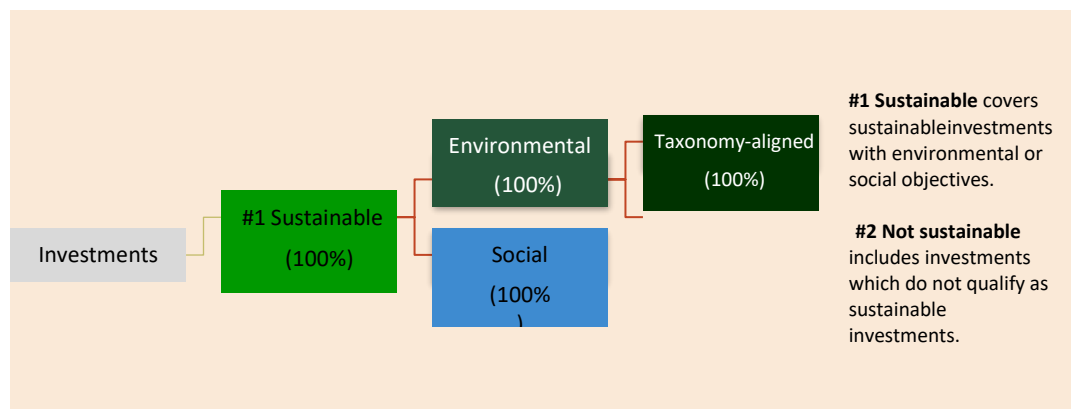 Investments
#1 Sustainable
(100%)
Environmental
(100%)
Social
(100%
)
Taxonomy-aligned
(100%)
#1 Sustainable covers
sustainableinvestments
with environmental or
social objectives.
#2 Not sustainable
includes investments
which do not qualify as
sustainable
investments.